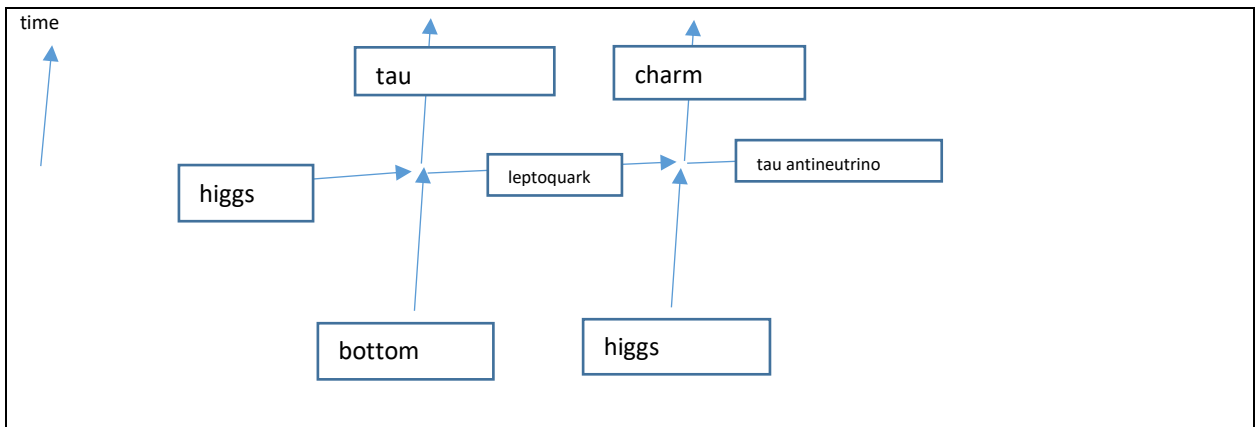 time
tau
charm
higgs
leptoquark
tau antineutrino
bottom
higgs